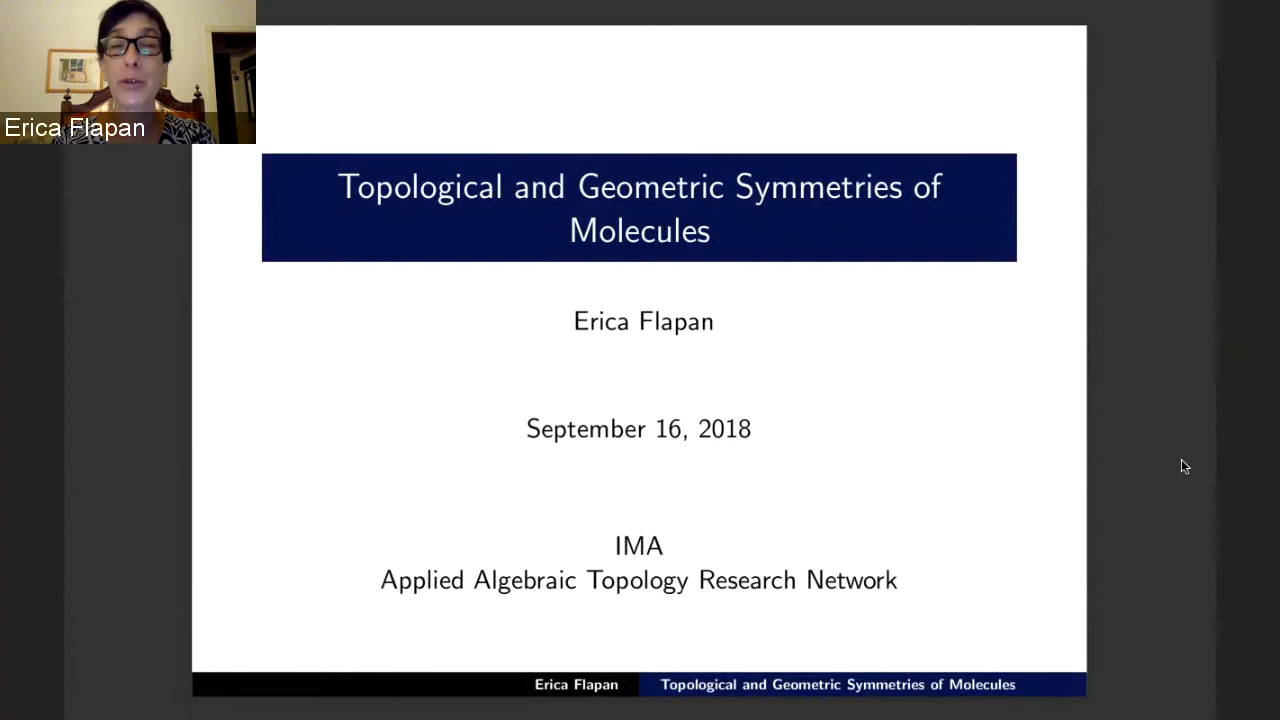 Erica Flapan
Topological and Geometric Symmetries of
Molecules
Erica Flapan
September 16, 2018
IMA
Applied Algebraic Topology Research Network
Erica Flapan
Topological and Geometric Symmetries of Molecules